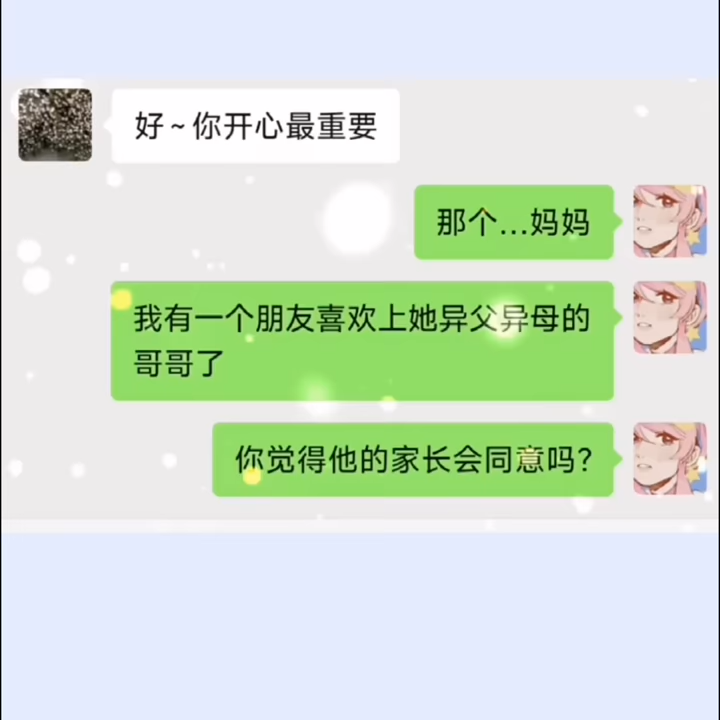 好~你开心最重要
那个...妈妈
我有一个朋友喜欢上她异父异母的
哥哥了
你觉得他的家长会同意吗?